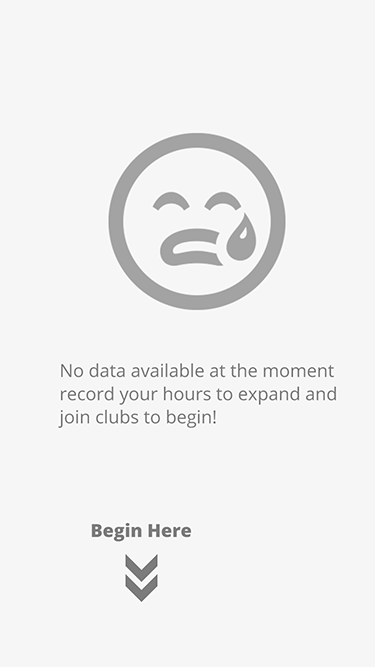 No data available at the moment
record your hours to expand and
join clubs to begin!
Begin Here